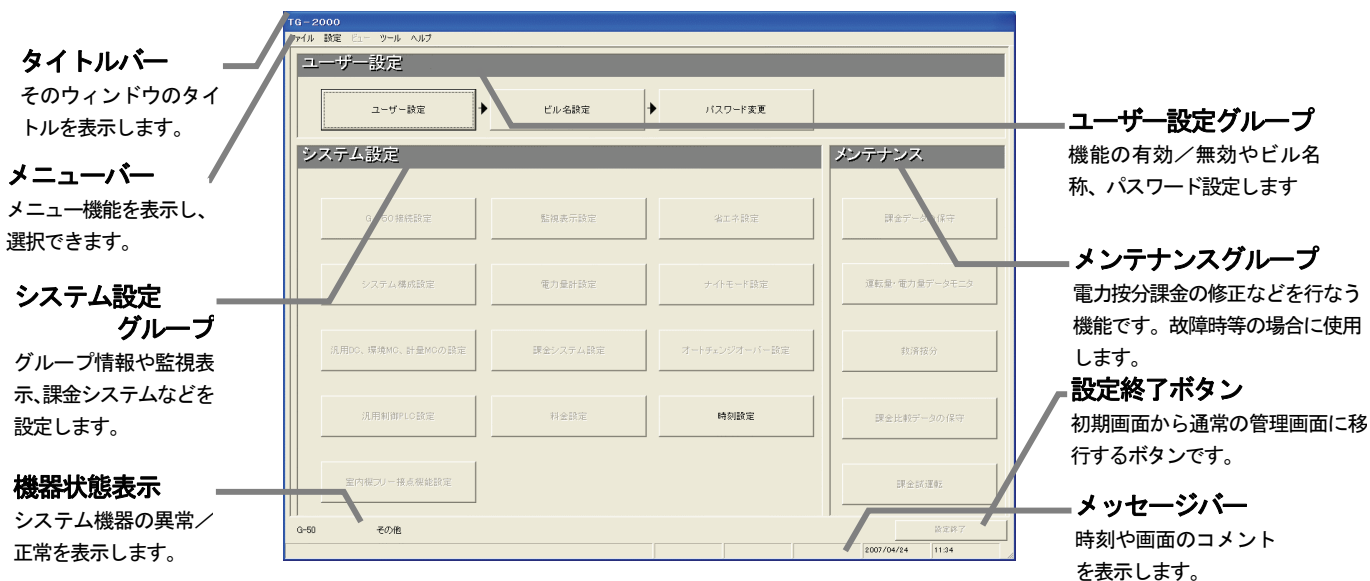 タイトルバー
そのウィンドウのタイ
トルを表示します。
メニューバー
メニュー機能を表示し、
選択できます。
システム設定
グループ
グループ情報や監視表
示、課金システムなどを
設定します。
機器状態表示
システム機器の異常／
正常を表示します。
TG-2000
ファイル 設定 ビュー ツール ヘルプ
ユーザー設定
ユーザー設定 ビル名設定 パスワード変更
システム設定
メンテナンス
G-50接続設定 監視表示設定 省エネ設定 課金データの保守
システム構成設定 電力量計設定 ナイトモード設定 運転量・電力量データモニタ
汎用DC、環境MC、計量MCの設定 課金システム設定 オートチェンジオーバー設定 救済按分
汎用制御PLC設定 料金設定 時刻設定 課金比較データの保守
室内機フリー接点機能設定 課金試運転
G-50 その他 設定終了
2007/04/24 11:34
ユーザー設定グループ
機能の有効／無効やビル名
称、パスワード設定します
メンテナンスグループ
電力按分課金の修正などを行なう
機能です。故障時等の場合に使用
します。
設定終了ボタン
初期画面から通常の管理画面に移
行するボタンです。
メッセージバー
時刻や画面のコメント
を表示します。